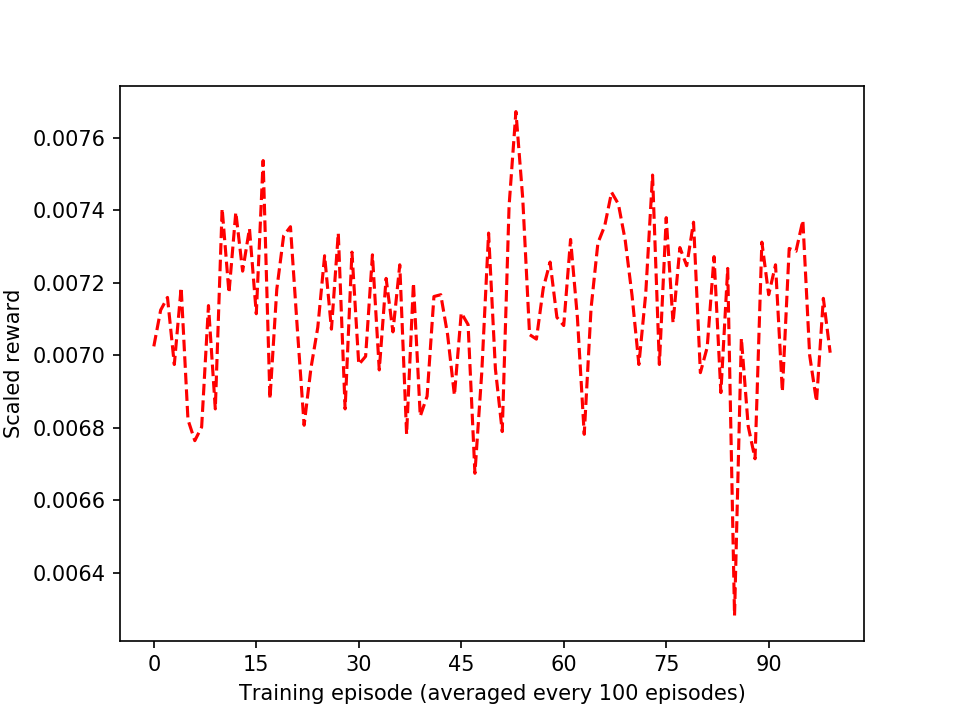 0.0076
0.0074
0.0072
0.0070
0.0068
0.0066
0.0064
Scaled reward
0 15 30 45 60 75 90
Training episode (averaged every 100 episodes)